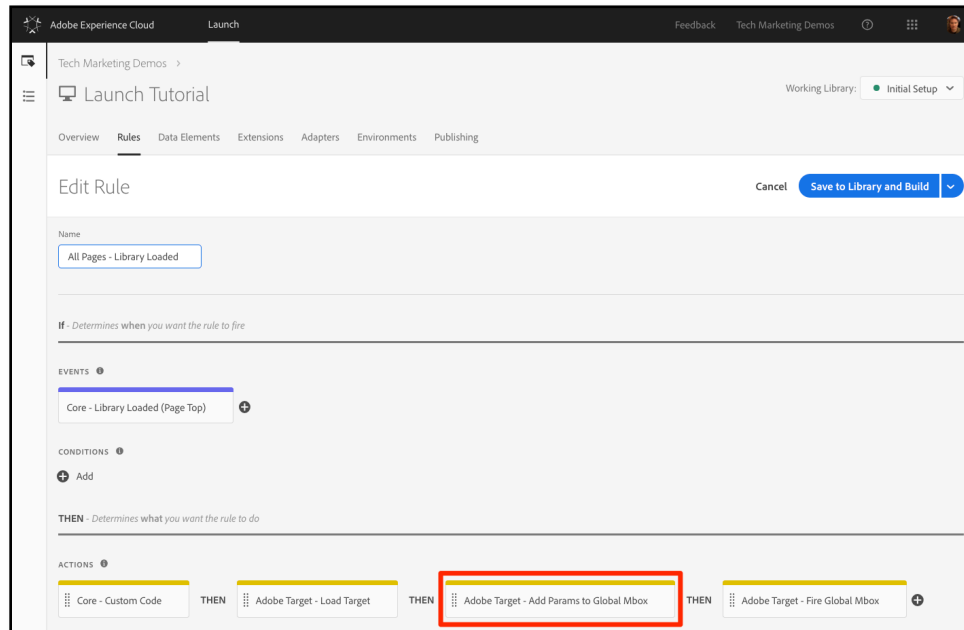 Adobe Experience Cloud Launch Feedback Tech Marketing Demos
Tech Marketing Demos >
Launch Tutorial
Working Library: Initial Setup
Overview Rules Data Elements Extensions Adapters Environments Publishing
Edit Rule
Cancel Save to Library and Build
Name
All Pages - Library Loaded
If - Determines when you want the rule to fire
EVENTS
Core - Library Loaded (Page Top)
CONDITIONS
Add
THEN - Determines what you want the rule to do
ACTIONS
Core - Custom Code THEN Adobe Target - Load Target THEN Adobe Target - Add Params to Global Mbox THEN Adobe Target - Fire Global Mbox